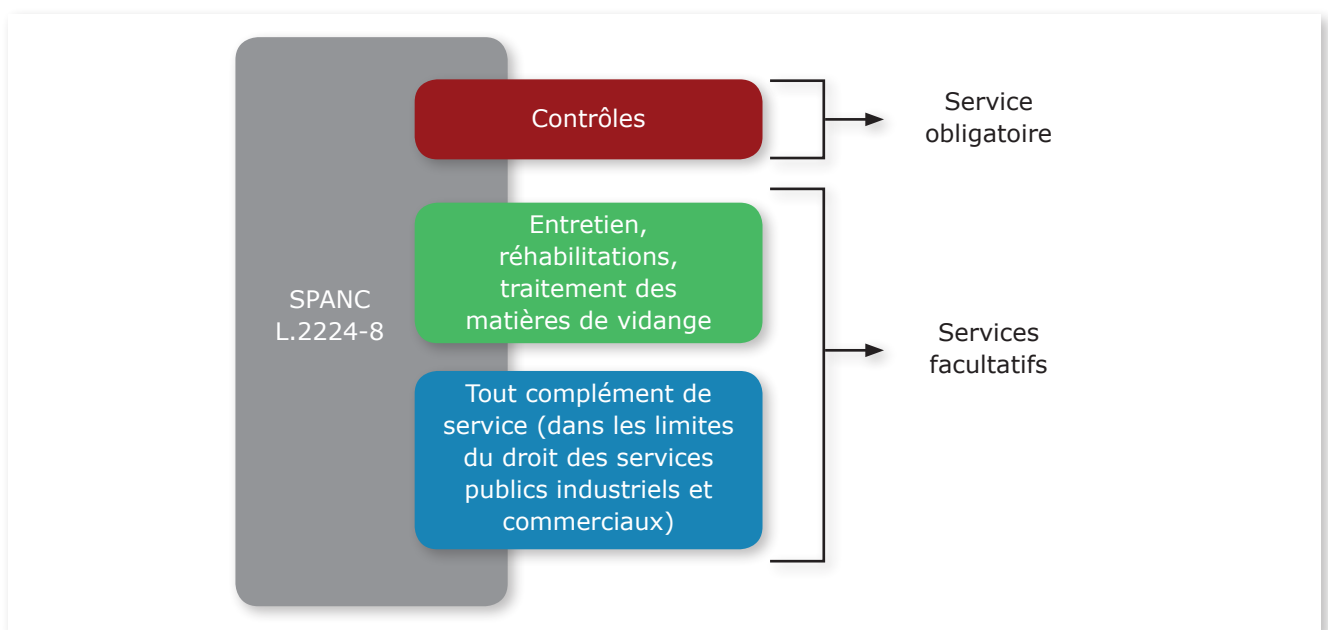 SPANC
L.2224-8
Contrôles
Service
obligatoire
Entretien,
réhabilitations,
traitement des
matières de vidange
Tout complément de
service (dans les limites
du droit des services
publics industriels et
commerciaux)
Services
facultatifs